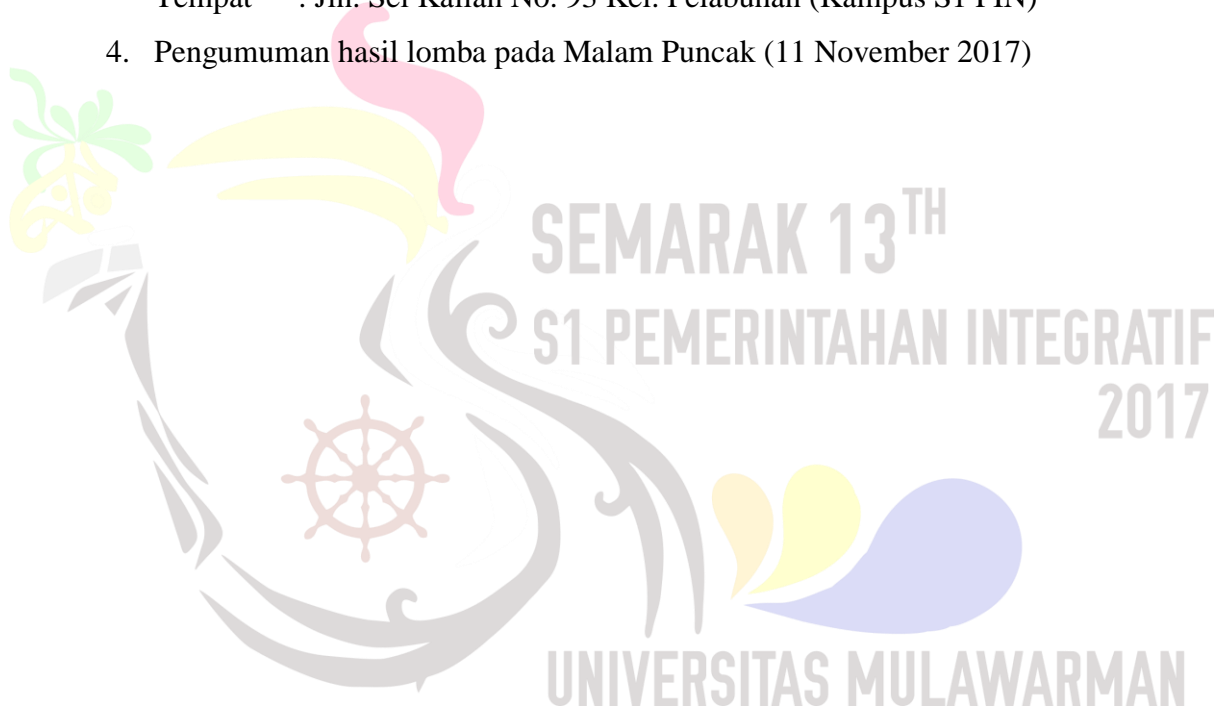 Tempat : Jln. Sei Kahan No. 93 Kel. Pelabuhan (Kampus S1 PIN)
4. Pengumuman hasil lomba pada Malam Puncak (11 November 2017)
SEMARAK 13TH
S1 PEMERINTAHAN INTEGRATIF
2017
UNIVERSITAS MULAWARMAN